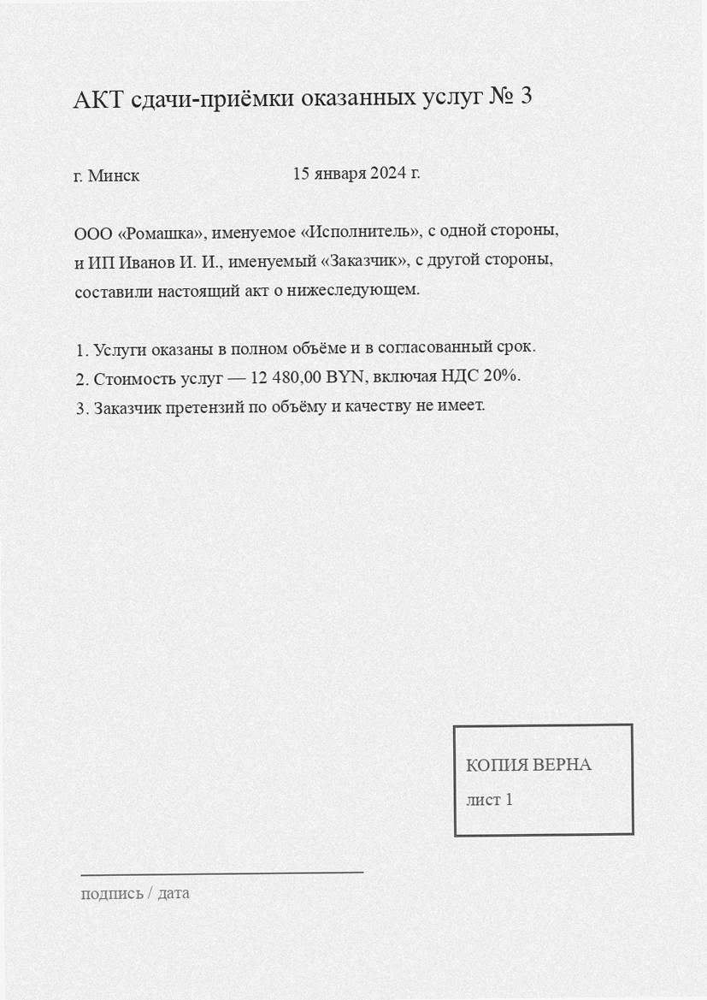 АКТ сдачи-приёмки оказанных услуг № 3
г. Минск 15 января 2024 г.
ООО «Ромашка», именуемое «Исполнитель», с одной стороны,
и ИП Иванов И. И., именуемый «Заказчик», с другой стороны,
составили настоящий акт о нижеследующем.
1. Услуги оказаны в полном объёме и в согласованный срок.
2. Стоимость услуг — 12 480,00 BYN, включая НДС 20%.
3. Заказчик претензий по объёму и качеству не имеет.
КОПИЯ ВЕРНА
лист 1
подпись / дата